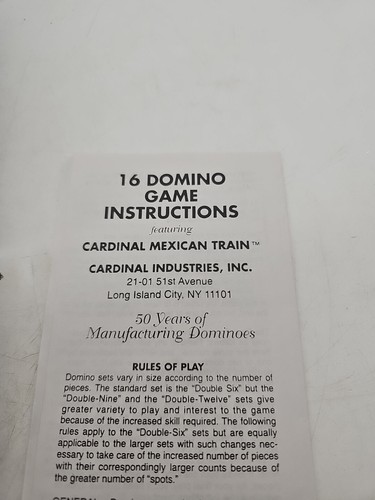 16 DOMINO
GAME
INSTRUCTIONS
featuring
CARDINAL MEXICAN TRAIN™
CARDINAL INDUSTRIES, INC.
21-01 51st Avenue
Long Island City, NY 11101
50 Years of
Manufacturing Dominoes
RULES OF PLAY
Domino sets vary in size according to the number of
pieces. The standard set is the "Double Six" but the
"Double-Nine" and the "Double-Twelve" sets give
greater variety to play and interest to the game
because of the increased skill required. The following
rules apply to the "Double-Six" sets but are equally
applicable to the larger sets with such changes nec-
essary to take care of the increased number of pieces
with their correspondingly larger counts because of
the greater number of "spots."